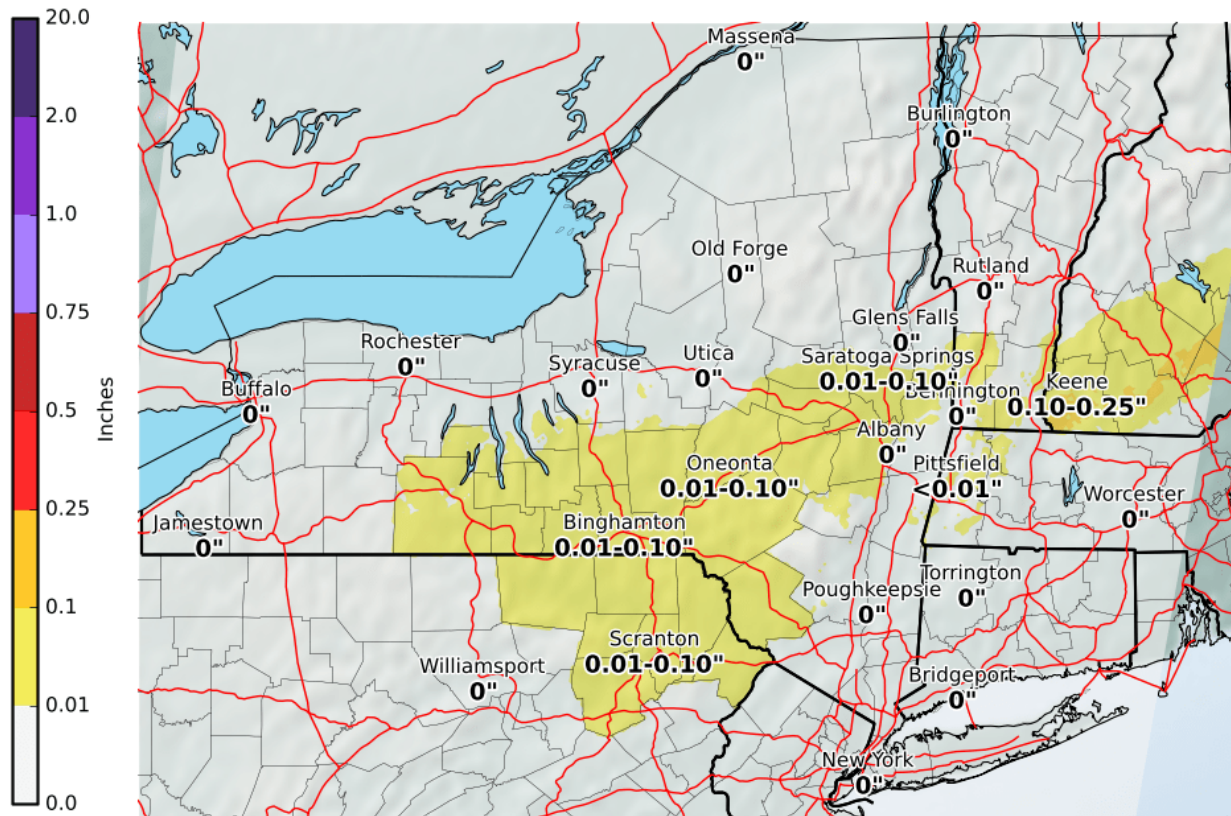 20.0
2.0
1.0
0.75
0.5
0.25
0.1
0.01
0.0
Inches
Massena
0"
Burlington
0"
Old Forge
0"
Rutland
0"
Glens Falls
0"
Rochester
0"
Syracuse
0"
Utica
0"
Saratoga Springs
0.01-0.10"
Buffalo
0"
Bennington
0"
Keene
0.10-0.25"
Albany
0"
Oneonta
0.01-0.10"
Pittsfield
<0.01"
Worcester
0"
Jamestown
0"
Binghamton
0.01-0.10"
Poughkeepsie
0"
Torrington
0"
Scranton
0.01-0.10"
Williamsport
0"
Bridgeport
0"
New York
0"